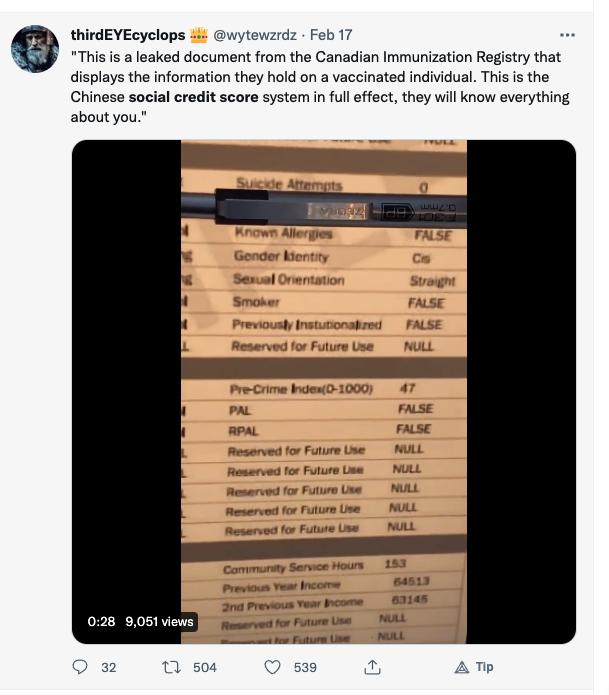 thirdEYEcyclops 👑 @wytewzrdz · Feb 17
"This is a leaked document from the Canadian Immunization Registry that
displays the information they hold on a vaccinated individual. This is the
Chinese social credit score system in full effect, they will know everything
about you."
NULL
Suicide Attempts 0
ZEBRA F-301 0.7mm
Known Allergies FALSE
Gender Identity Cis
Sexual Orientation Straight
Smoker FALSE
Previously Instutionalized FALSE
L Reserved for Future Use NULL
Pre-Crime Index(0-1000) 47
PAL FALSE
RPAL FALSE
Reserved for Future Use NULL
Reserved for Future Use NULL
Reserved for Future Use NULL
Reserved for Future Use NULL
Reserved for Future Use NULL
Community Service Hours 153
Previous Year Income 64513
2nd Previous Year Income 63145
Reserved for Future Use NULL
Reserved for Future Use NULL
0:28 9,051 views
32 504 539 Tip